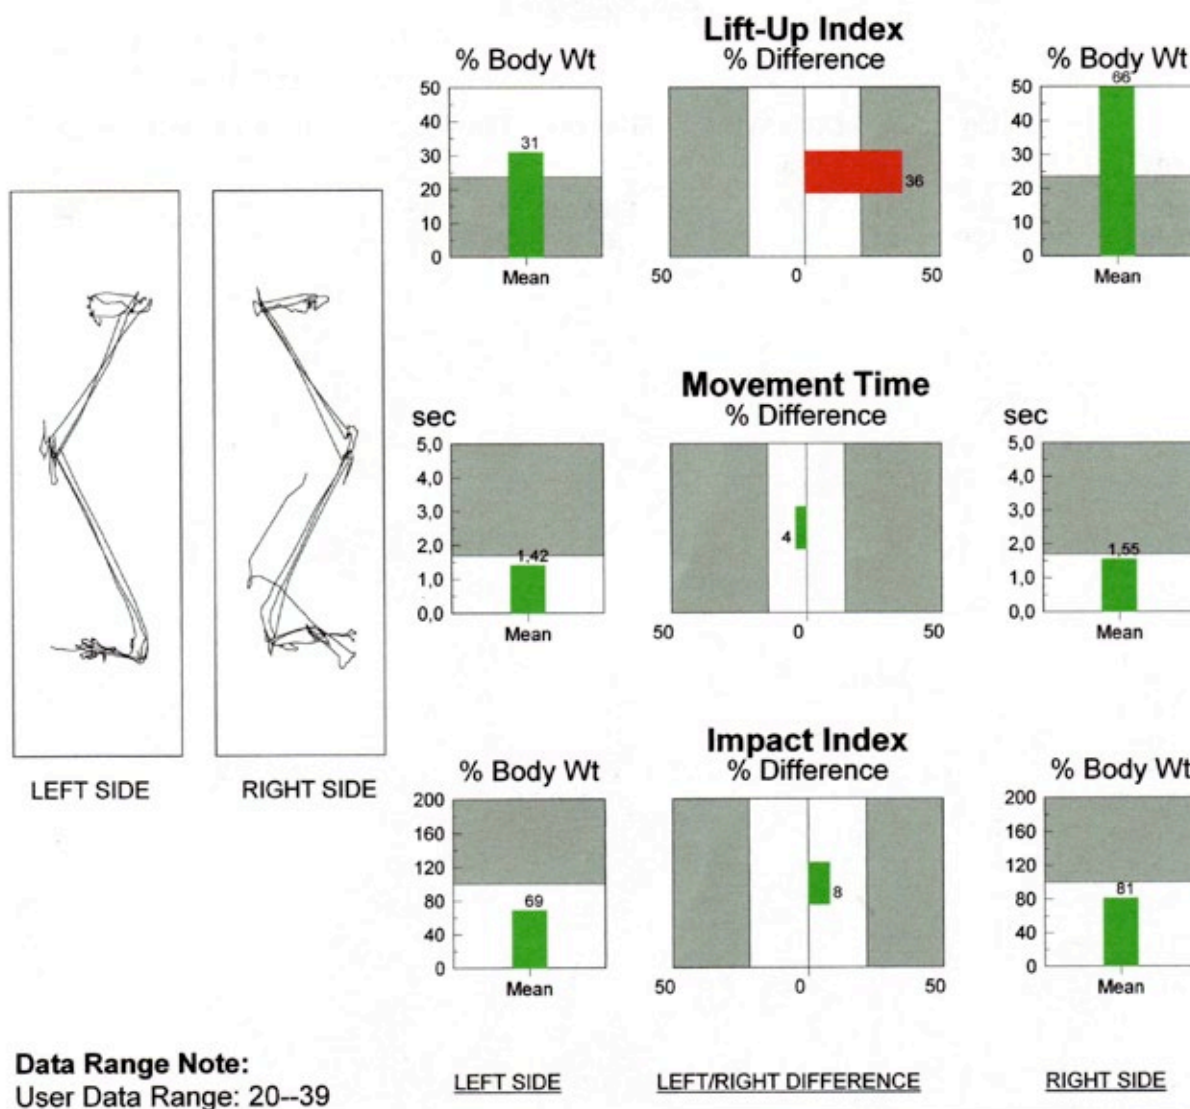 Lift-Up Index
% Body Wt
% Difference
% Body Wt
50
40
30
20
10
0
31
Mean
36
50
0
50
50
40
30
20
10
0
66
Mean
Movement Time
sec
% Difference
sec
5,0
4,0
3,0
2,0
1,0
0,0
1,42
Mean
4
50
0
50
5,0
4,0
3,0
2,0
1,0
0,0
1,55
Mean
Impact Index
% Body Wt
% Difference
% Body Wt
200
160
120
80
40
0
69
Mean
8
50
0
50
200
160
120
80
40
0
81
Mean
LEFT SIDE
RIGHT SIDE
Data Range Note:
User Data Range: 20--39
LEFT SIDE
LEFT/RIGHT DIFFERENCE
RIGHT SIDE